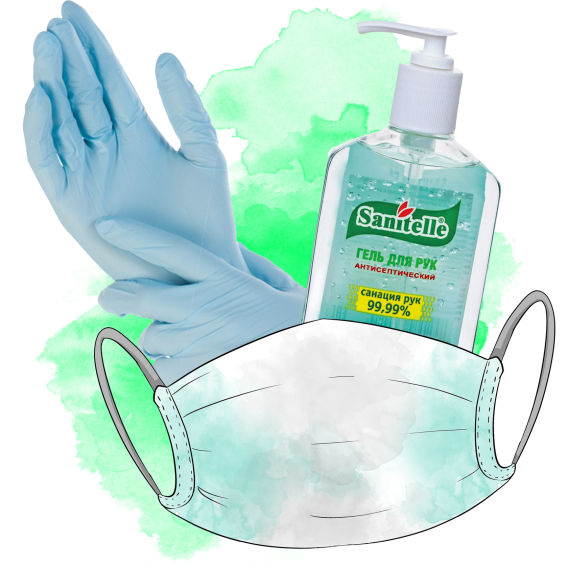 Sanitelle®
ГЕЛЬ ДЛЯ РУК
АНТИСЕПТИЧЕСКИЙ
санация рук
99,99%